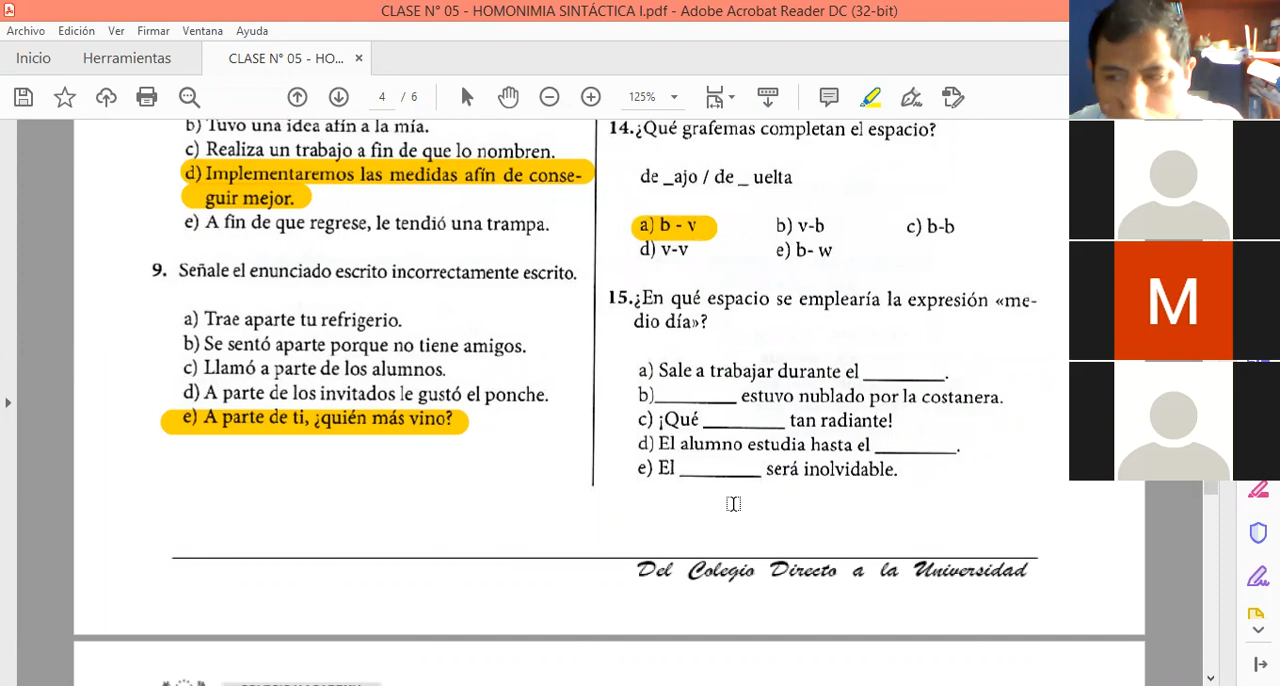 CLASE N° 05 - HOMONIMIA SINTÁCTICA I.pdf - Adobe Acrobat Reader DC (32-bit)
Archivo Edición Ver Firmar Ventana Ayuda
Inicio Herramientas CLASE N° 05 - HO... ×
4 / 6 125%
b) Tuvo una idea afín a la mía.
c) Realiza un trabajo a fin de que lo nombren.
d) Implementaremos las medidas afín de conse-
guir mejor.
e) A fin de que regrese, le tendió una trampa.
9. Señale el enunciado escrito incorrectamente escrito.
a) Trae aparte tu refrigerio.
b) Se sentó aparte porque no tiene amigos.
c) Llamó a parte de los alumnos.
d) A parte de los invitados le gustó el ponche.
e) A parte de ti, ¿quién más vino?
14.¿Qué grafemas completan el espacio?
de _ajo / de _ uelta
a) b - v b) v-b c) b-b
d) v-v e) b- w
15.¿En qué espacio se emplearía la expresión «me-
dio día»?
a) Sale a trabajar durante el ________.
b)________ estuvo nublado por la costanera.
c) ¡Qué ________ tan radiante!
d) El alumno estudia hasta el ________.
e) El ________ será inolvidable.
Del Colegio Directo a la Universidad
M